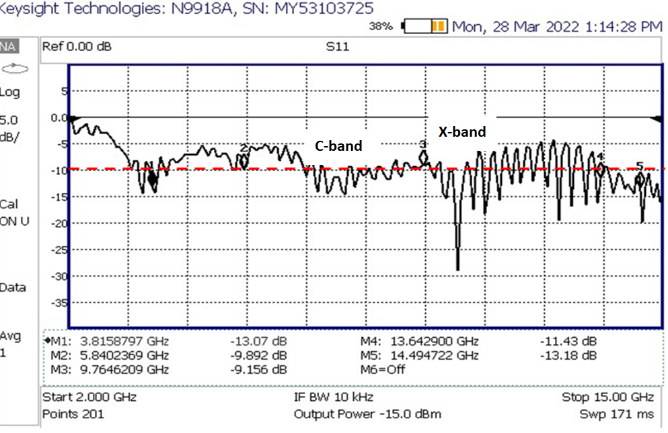 Keysight Technologies: N9918A, SN: MY53103725
38% Mon, 28 Mar 2022 1:14:28 PM
NA Ref 0.00 dB S11
Log
5.0
dB/
Cal
ON U
Data
Avg
1
5
0.0
-5
-10
-15
-20
-25
-30
-35
C-band
X-band
1
2
3
4
5
M1: 3.8158797 GHz -13.07 dB M4: 13.642900 GHz -11.43 dB
M2: 5.8402369 GHz -9.892 dB M5: 14.494722 GHz -13.18 dB
M3: 9.7646209 GHz -9.156 dB M6=Off
Start 2.000 GHz IF BW 10 kHz Stop 15.00 GHz
Points 201 Output Power -15.0 dBm Swp 171 ms